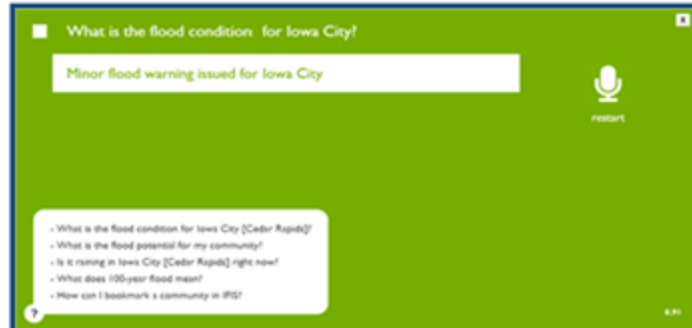 What is the flood condition for Iowa City?
x
Minor flood warning issued for Iowa City
restart
- What is the flood condition for Iowa City [Cedar Rapids]?
- What is the flood potential for my community?
- Is it raining in Iowa City [Cedar Rapids] right now?
- What does 100-year flood mean?
- How can I bookmark a community in IFIS?
?
0.91